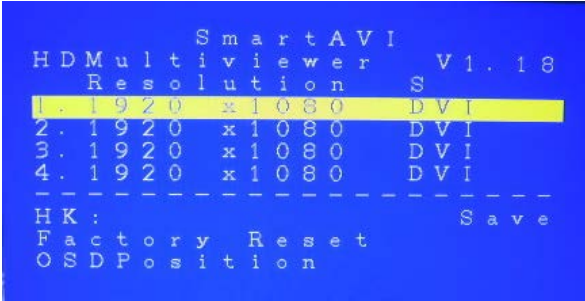 SmartAVI
HDMultiviewer V1.18
Resolution S
1. 1920 x1080 DVI
2. 1920 x1080 DVI
3. 1920 x1080 DVI
4. 1920 x1080 DVI
HK: Save
Factory Reset
OSDPosition